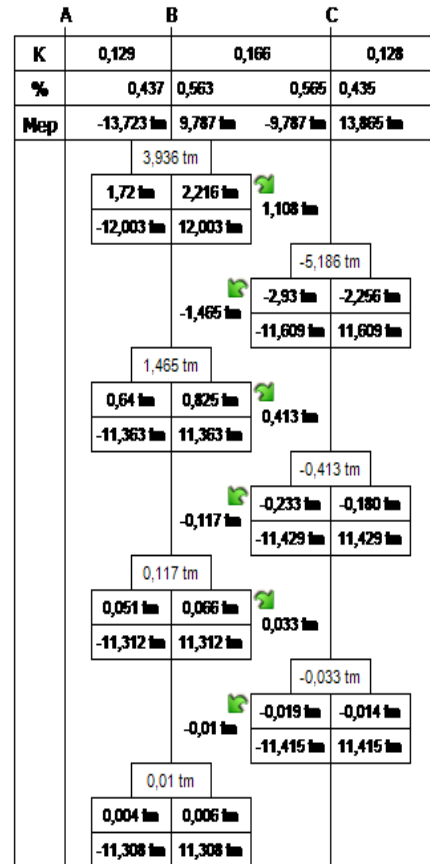 A B C
K 0,129 0,166 0,128
% 0,437 0,563 0,565 0,435
Mep -13,723 tm 9,787 tm -9,787 tm 13,865 tm
3,936 tm
1,72 tm 2,216 tm
1,108 tm
-12,003 tm 12,003 tm
-5,186 tm
-2,93 tm -2,256 tm
-1,465 tm
-11,609 tm 11,609 tm
1,465 tm
0,64 tm 0,825 tm
0,413 tm
-11,363 tm 11,363 tm
-0,413 tm
-0,233 tm -0,180 tm
-0,117 tm
-11,429 tm 11,429 tm
0,117 tm
0,051 tm 0,066 tm
0,033 tm
-11,312 tm 11,312 tm
-0,033 tm
-0,019 tm -0,014 tm
-0,01 tm
-11,415 tm 11,415 tm
0,01 tm
0,004 tm 0,006 tm
-11,308 tm 11,308 tm